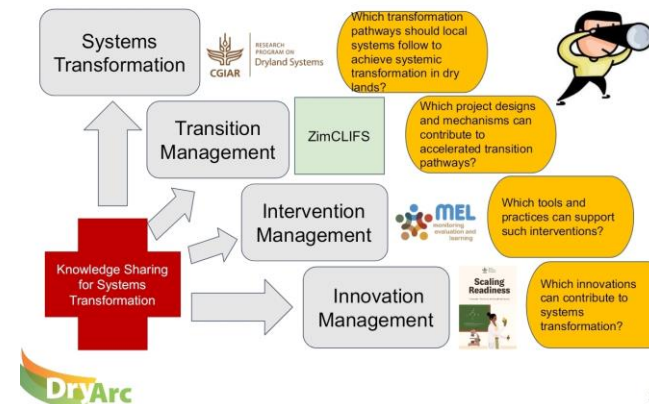 Systems
Transformation
CGIAR
RESEARCH
PROGRAM ON
Dryland Systems
Which transformation
pathways should local
systems follow to
achieve systemic
transformation in dry
lands?
Transition
Management
ZimCLIFS
Which project designs
and mechanisms can
contribute to
accelerated transition
pathways?
Intervention
Management
MEL
monitoring
evaluation and
learning
Which tools and
practices can support
such interventions?
Knowledge Sharing
for Systems
Transformation
Innovation
Management
Scaling
Readiness
Which innovations
can contribute to
systems
transformation?
DryArc